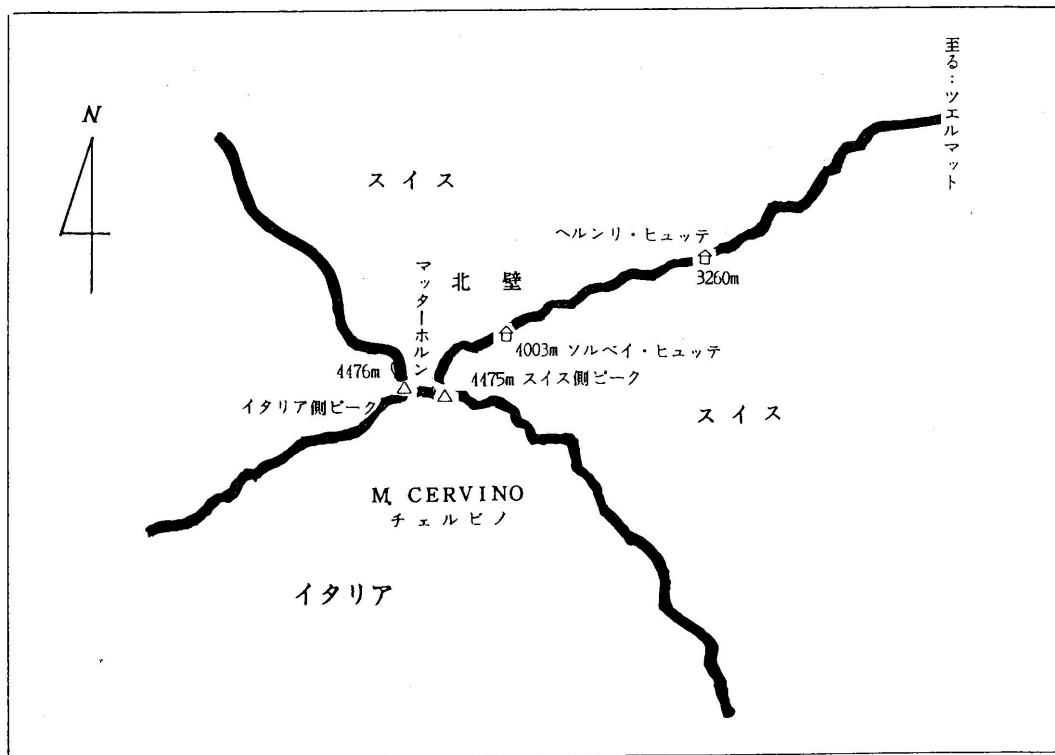 至る:ツエルマット
N
スイス
ヘルンリ・ヒュッテ
3260m
マッターホルン
北壁
4003m ソルベイ・ヒュッテ
4476m
4475m スイス側ピーク
イタリア側ピーク
スイス
M. CERVINO
チェルビノ
イタリア